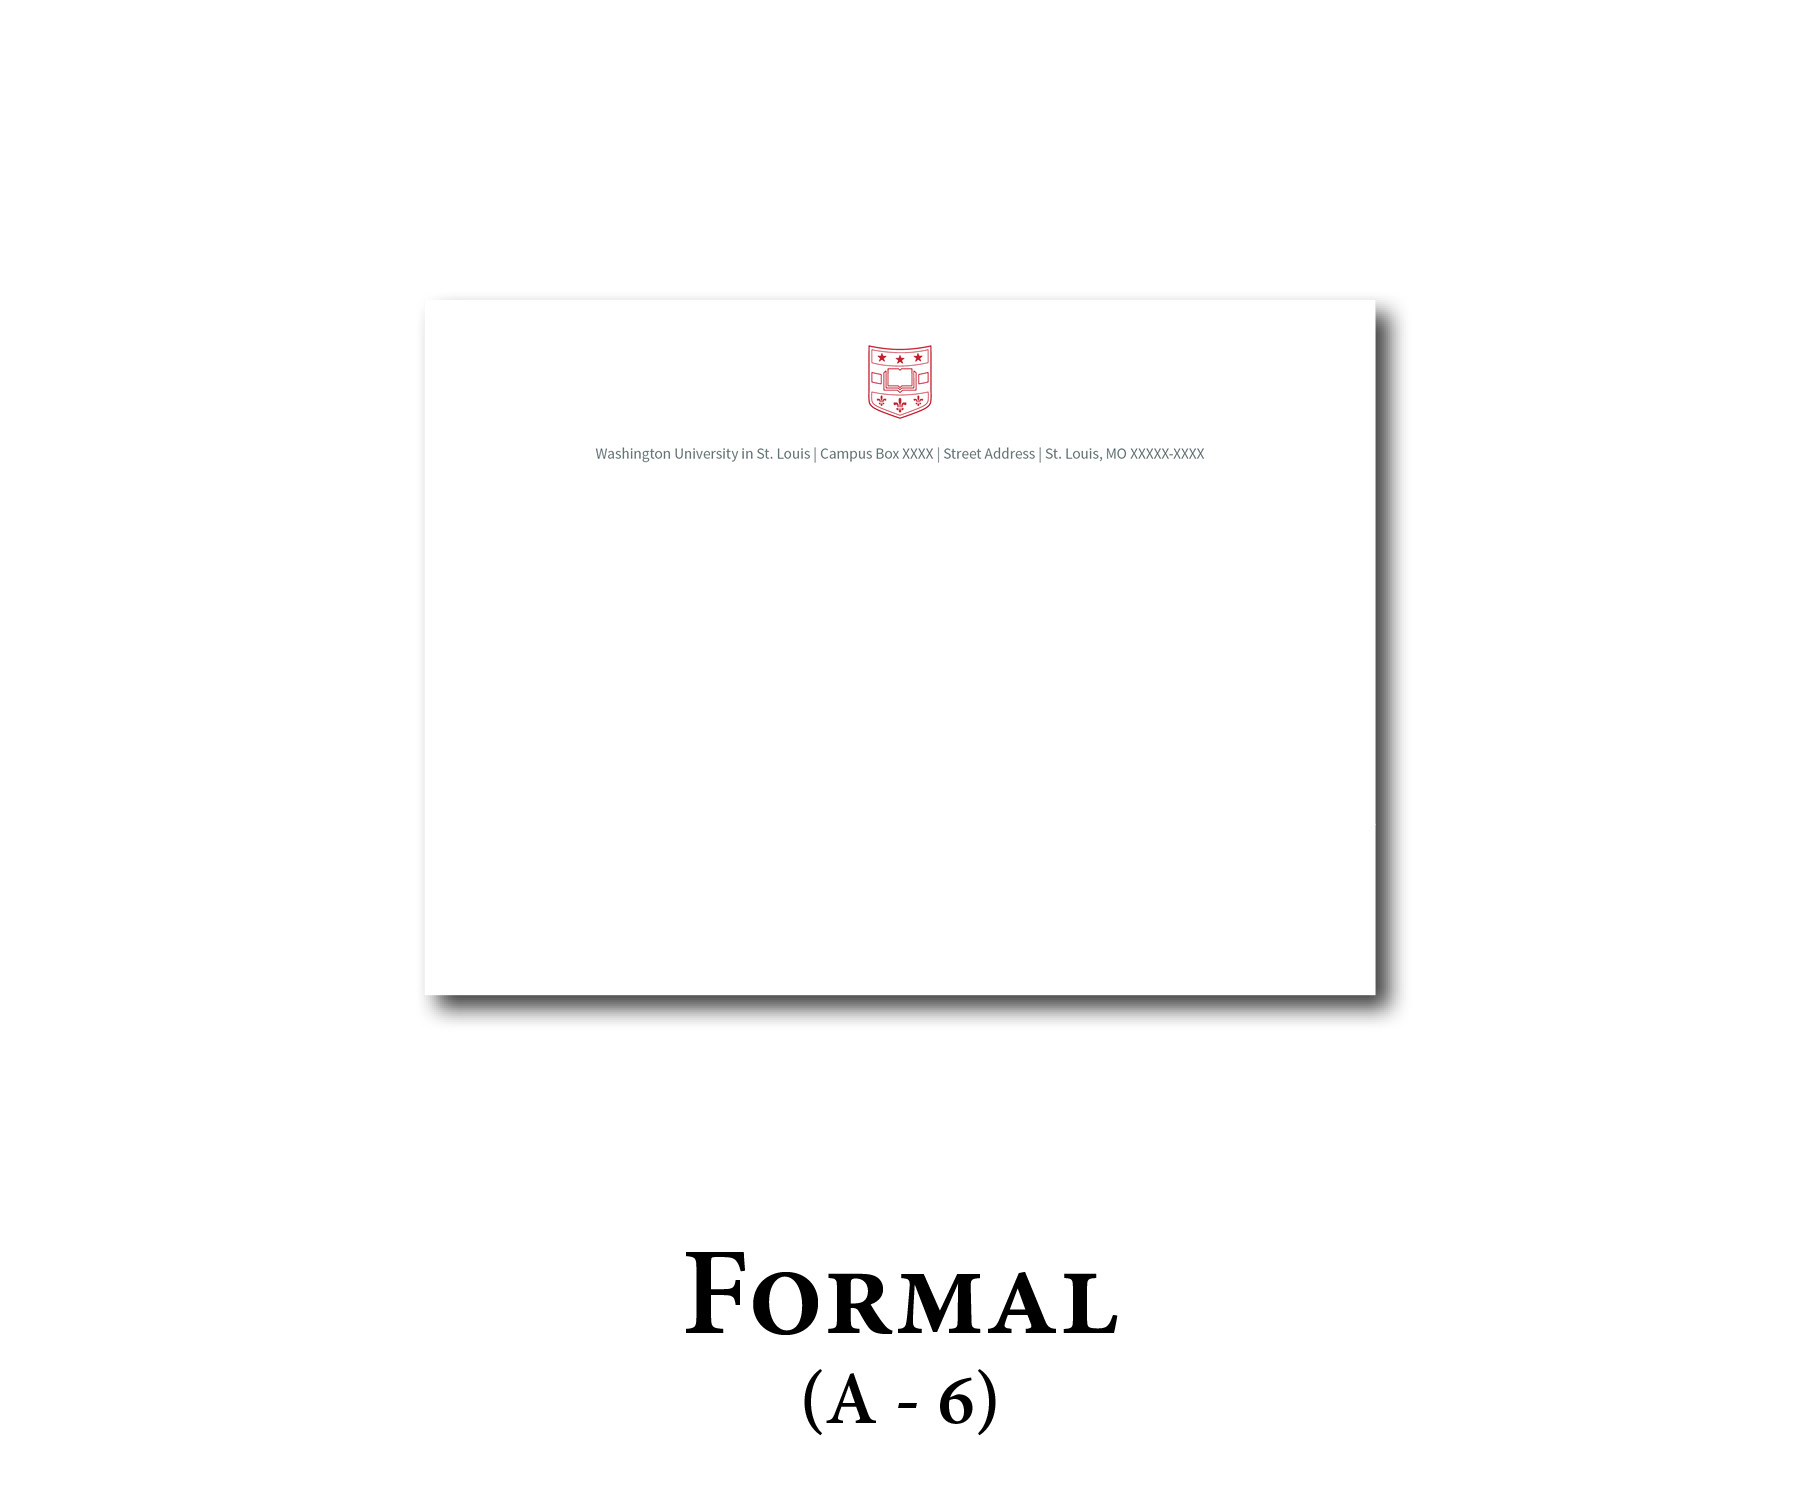 Washington University in St. Louis | Campus Box XXXX | Street Address | St. Louis, MO XXXXX-XXXX
Formal
(A - 6)